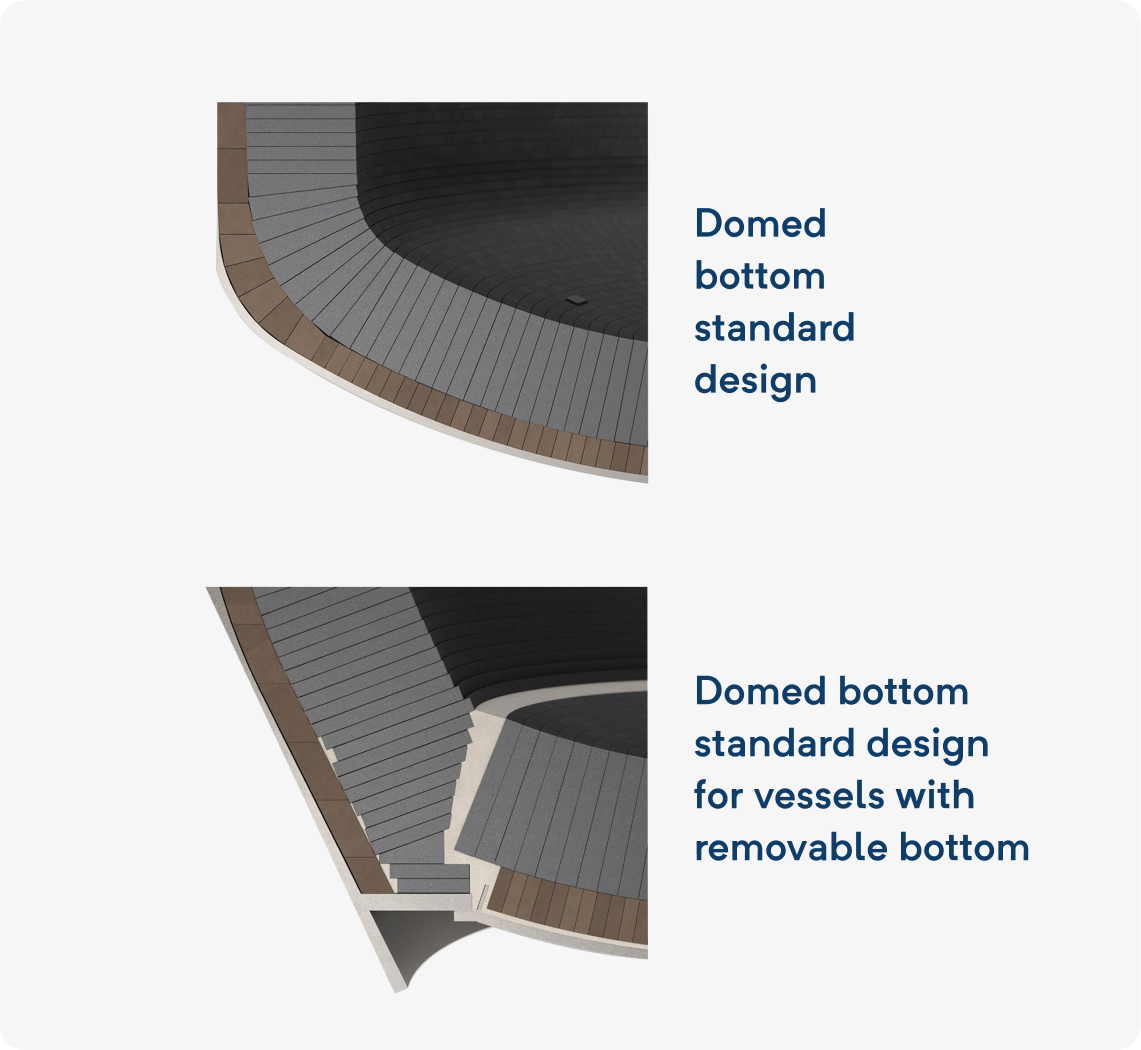 Domed
bottom
standard
design
Domed bottom
standard design
for vessels with
removable bottom